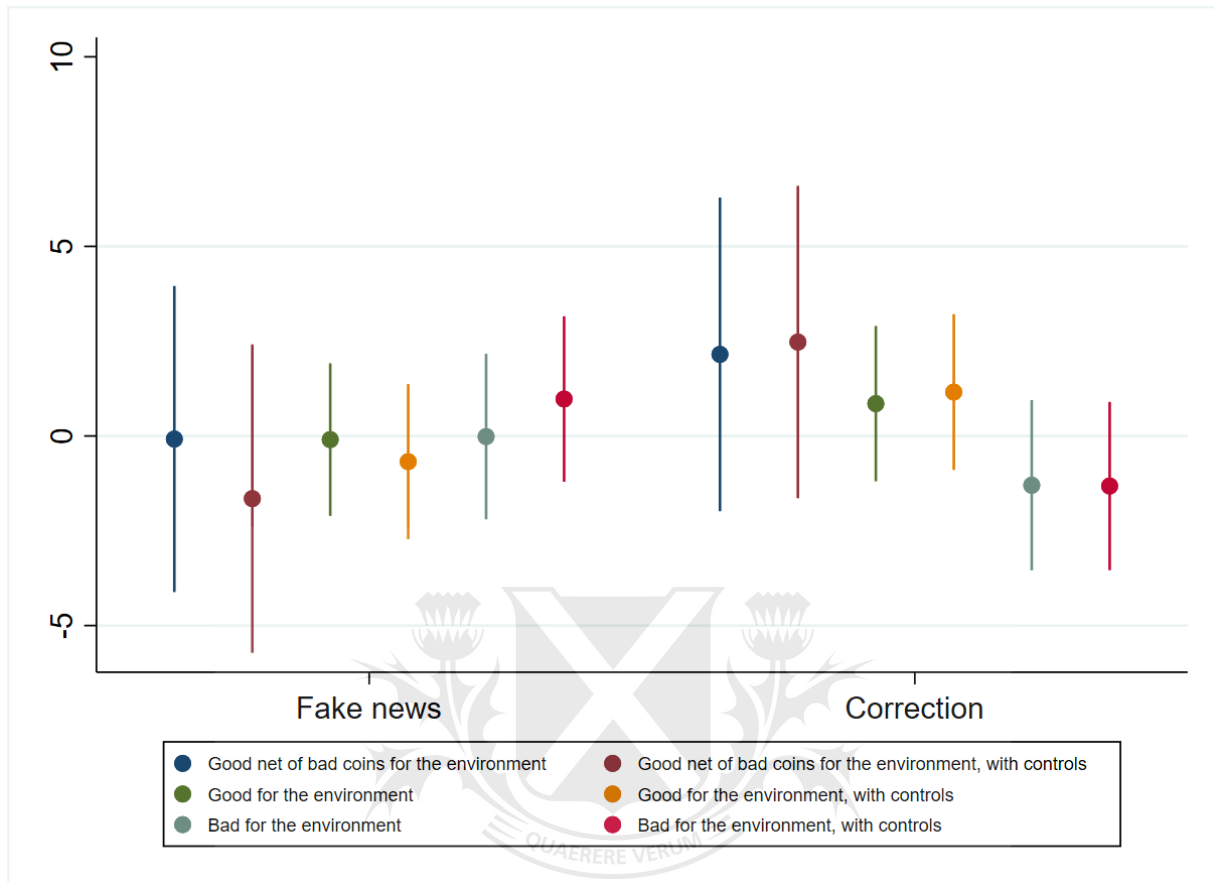 10
5
0
-5
Fake news
Correction
Good net of bad coins for the environment
Good net of bad coins for the environment, with controls
Good for the environment
Good for the environment, with controls
Bad for the environment
Bad for the environment, with controls
QUAERERE VERUM